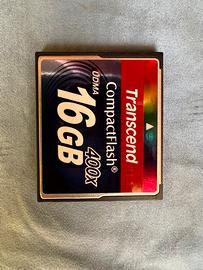 Transcend
CompactFlash®
400x
UDMA
16GB